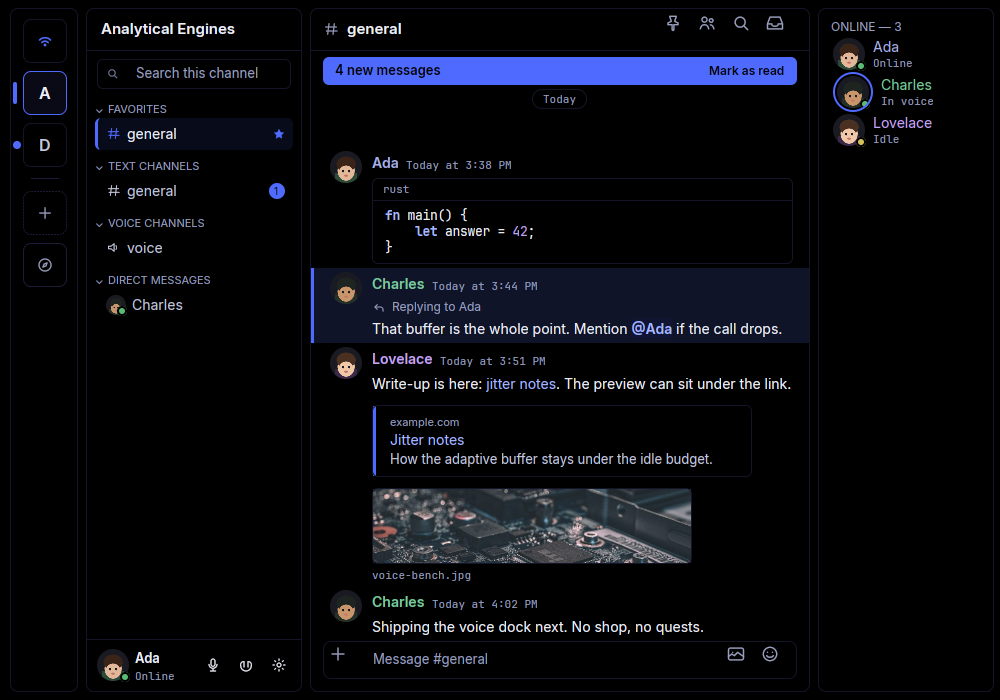 A
D
Analytical Engines
Search this channel
FAVORITES
# general
TEXT CHANNELS
# general 1
VOICE CHANNELS
voice
DIRECT MESSAGES
Charles
Ada
Online
# general
4 new messages Mark as read
Today
Ada Today at 3:38 PM
rust
fn main() {
    let answer = 42;
}
Charles Today at 3:44 PM
Replying to Ada
That buffer is the whole point. Mention @Ada if the call drops.
Lovelace Today at 3:51 PM
Write-up is here: jitter notes. The preview can sit under the link.
example.com
Jitter notes
How the adaptive buffer stays under the idle budget.
voice-bench.jpg
Charles Today at 4:02 PM
Shipping the voice dock next. No shop, no quests.
Message #general
ONLINE — 3
Ada
Online
Charles
In voice
Lovelace
Idle